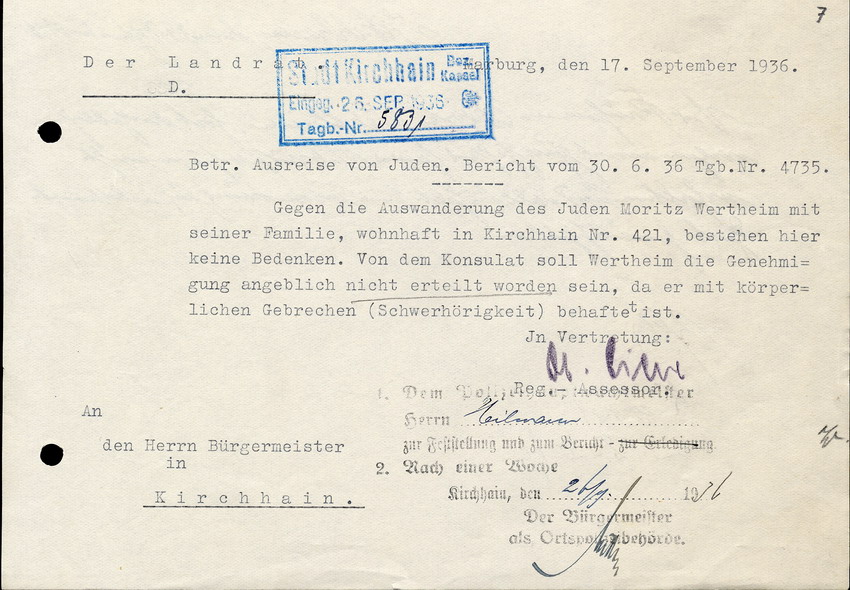 7
Der Landrat
D.
Marburg, den 17. September 1936.
Stadt Kirchhain Bez. Kassel
Eingeg. 26. SEP. 1936
Tagb.-Nr. 5831
Betr. Ausreise von Juden. Bericht vom 30. 6. 36 Tgb.Nr. 4735.
Gegen die Auswanderung des Juden Moritz Wertheim mit
seiner Familie, wohnhaft in Kirchhain Nr. 421, bestehen hier
keine Bedenken. Von dem Konsulat soll Wertheim die Genehmi=
gung angeblich nicht erteilt worden sein, da er mit körper=
lichen Gebrechen (Schwerhörigkeit) behaftet ist.
Jn Vertretung:
Reg.- Assessor.
1. Dem
Herrn Heilmann
zur Feststellung und zum Bericht - zur Erledigung.
2. Nach einer Woche
Kirchhain, den 26/9. 1936
Der Bürgermeister
als Ortspolizeibehörde.
An
den Herrn Bürgermeister
in
Kirchhain.